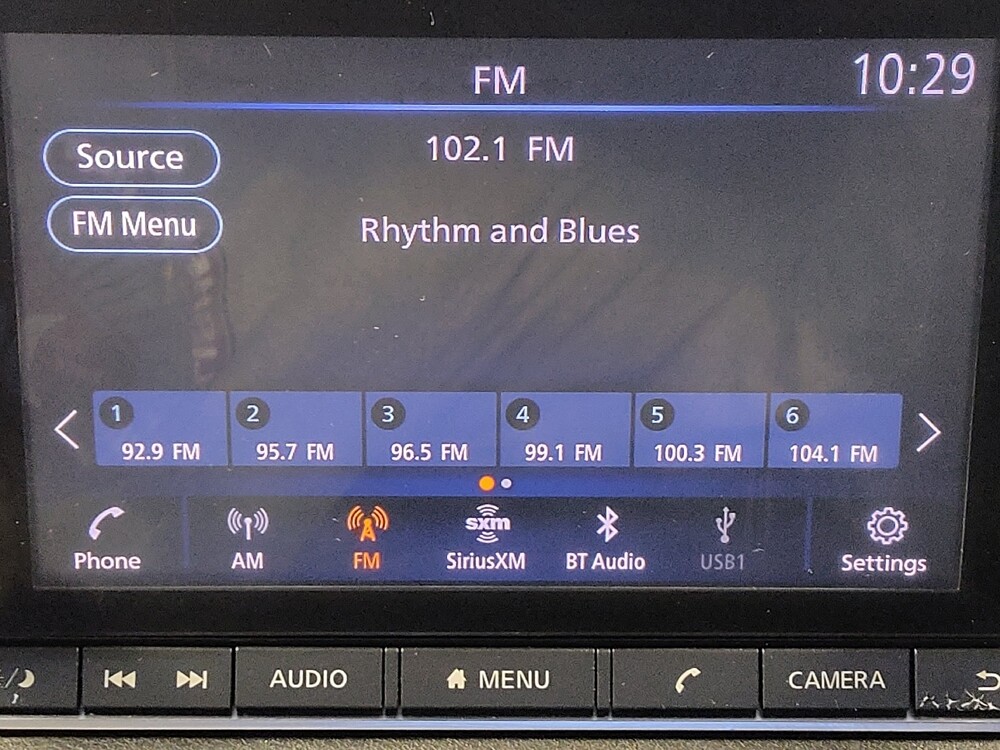 FM
10:29
Source
102.1 FM
FM Menu
Rhythm and Blues
1 2 3 4 5 6
92.9 FM 95.7 FM 96.5 FM 99.1 FM 100.3 FM 104.1 FM
sxm
Phone AM FM SiriusXM BT Audio USB1 Settings
AUDIO MENU CAMERA